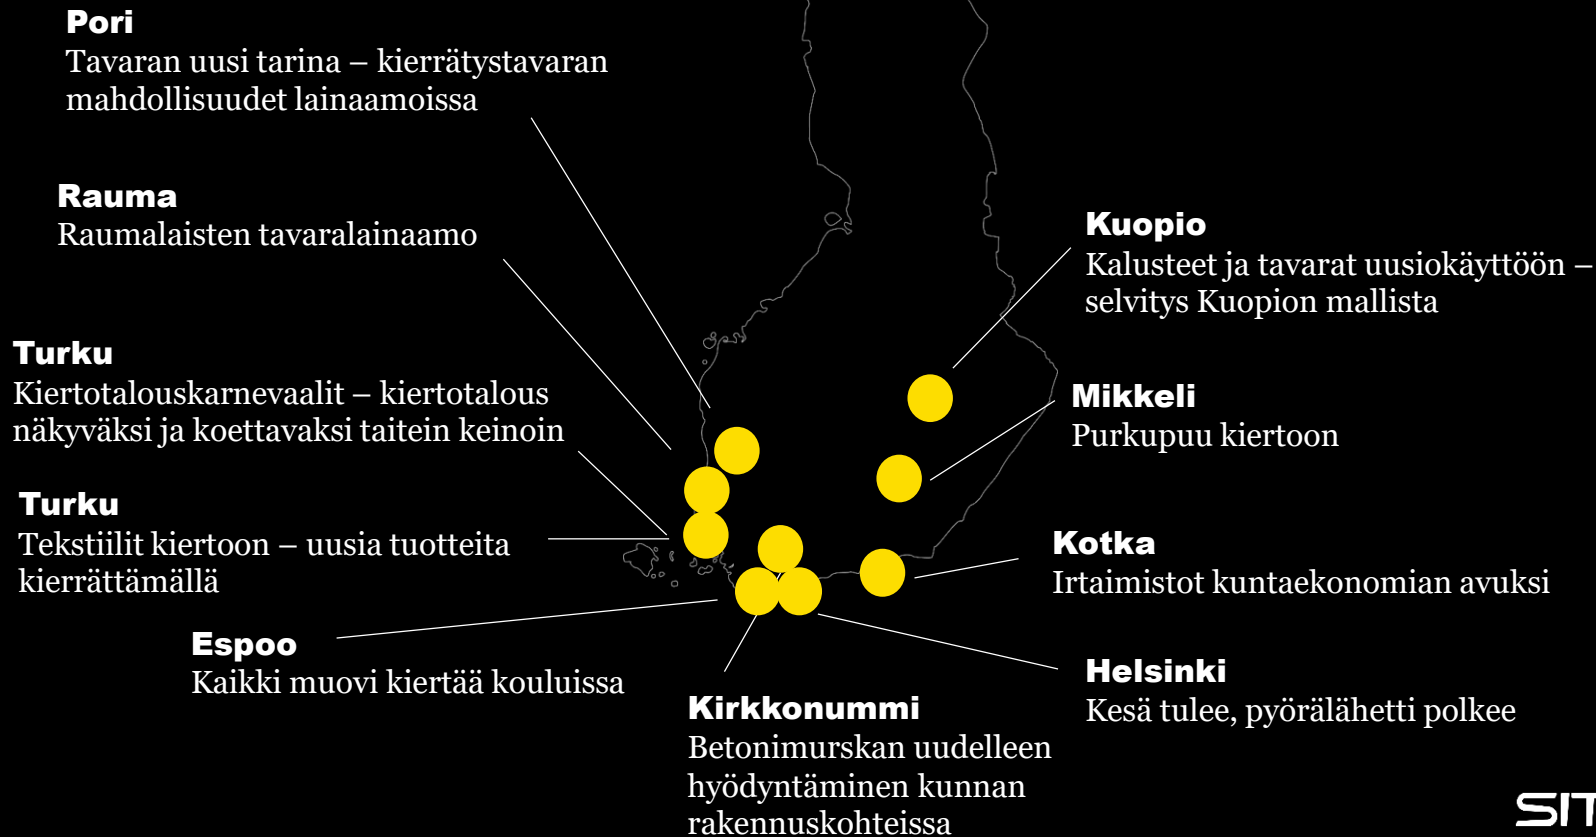 Pori
Tavaran uusi tarina – kierrätystavaran
mahdollisuudet lainaamoissa
Rauma
Raumalaisten tavaralainaamo
Turku
Kiertotalouskarnevaalit – kiertotalous
näkyväksi ja koettavaksi taitein keinoin
Turku
Tekstiilit kiertoon – uusia tuotteita
kierrättämällä
Espoo
Kaikki muovi kiertää kouluissa
Kirkkonummi
Betonimurskan uudelleen
hyödyntäminen kunnan
rakennuskohteissa
Kuopio
Kalusteet ja tavarat uusiokäyttöön –
selvitys Kuopion mallista
Mikkeli
Purkupuu kiertoon
Kotka
Irtaimistot kuntaekonomian avuksi
Helsinki
Kesä tulee, pyörälähetti polkee
SIT